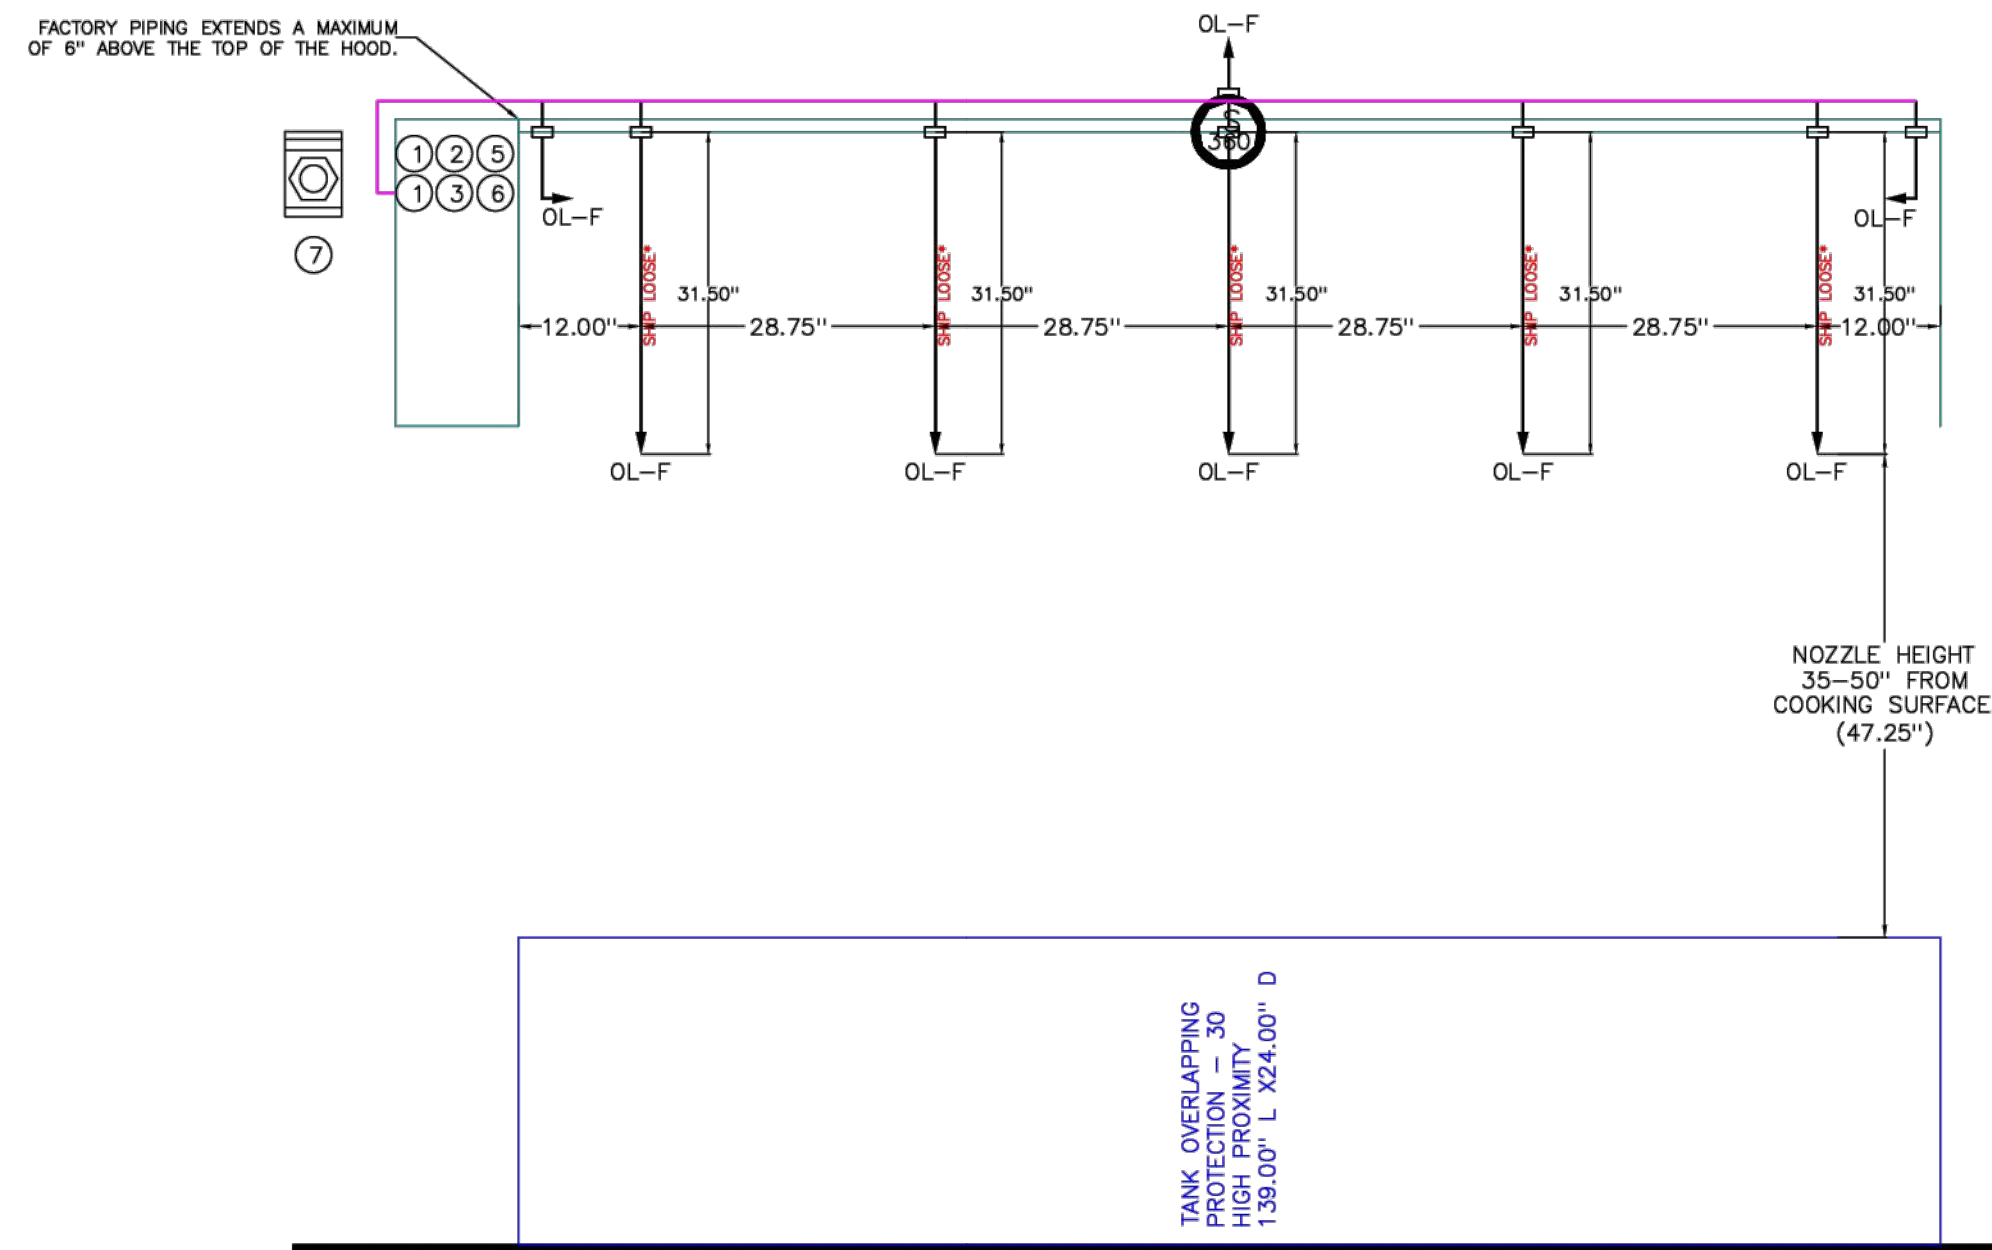 FACTORY PIPING EXTENDS A MAXIMUM
OF 6" ABOVE THE TOP OF THE HOOD.
OL-F
S
360
1 2 5
1 3 6
7
OL-F
OL-F
SHIP LOOSE*
SHIP LOOSE*
SHIP LOOSE*
SHIP LOOSE*
SHIP LOOSE*
31.50"
31.50"
31.50"
31.50"
31.50"
12.00"
28.75"
28.75"
28.75"
28.75"
12.00"
OL-F
OL-F
OL-F
OL-F
OL-F
NOZZLE HEIGHT
35-50" FROM
COOKING SURFACE
(47.25")
TANK OVERLAPPING
PROTECTION - 30
HIGH PROXIMITY
139.00" L X24.00" D